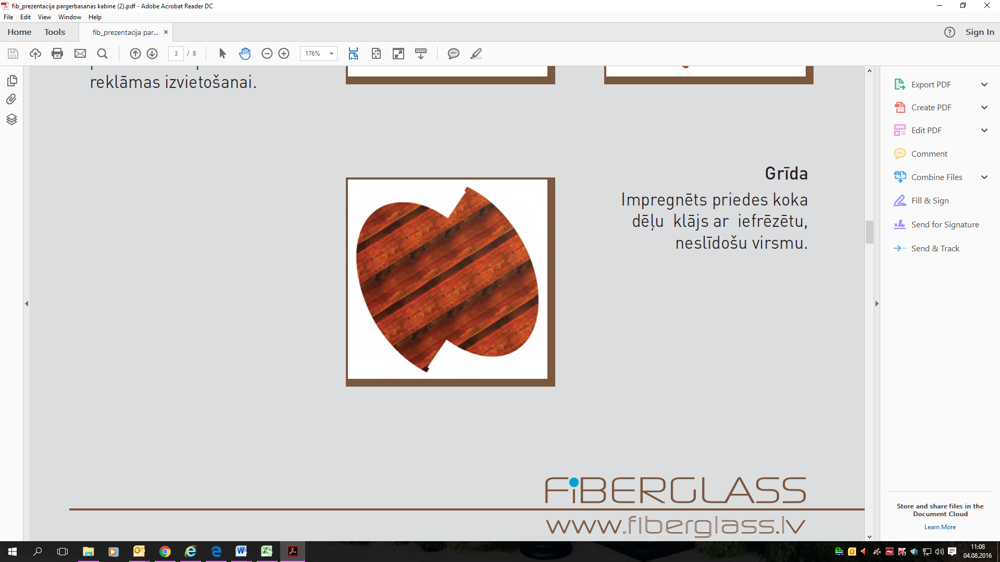 fib_prezentacija pargerbasanas kabine (2).pdf - Adobe Acrobat Reader DC
File Edit View Window Help
Home Tools fib_prezentacija par... Sign In
3 / 8 176%
reklāmas izvietošanai.
Grīda
Impregnēts priedes koka
dēļu klājs ar iefrēzētu,
neslīdošu virsmu.
FiBERGLASS
www.fiberglass.lv
Export PDF
Create PDF
Edit PDF
Comment
Combine Files
Fill & Sign
Send for Signature
Send & Track
Store and share files in the
Document Cloud
Learn More
11:08
04.08.2016